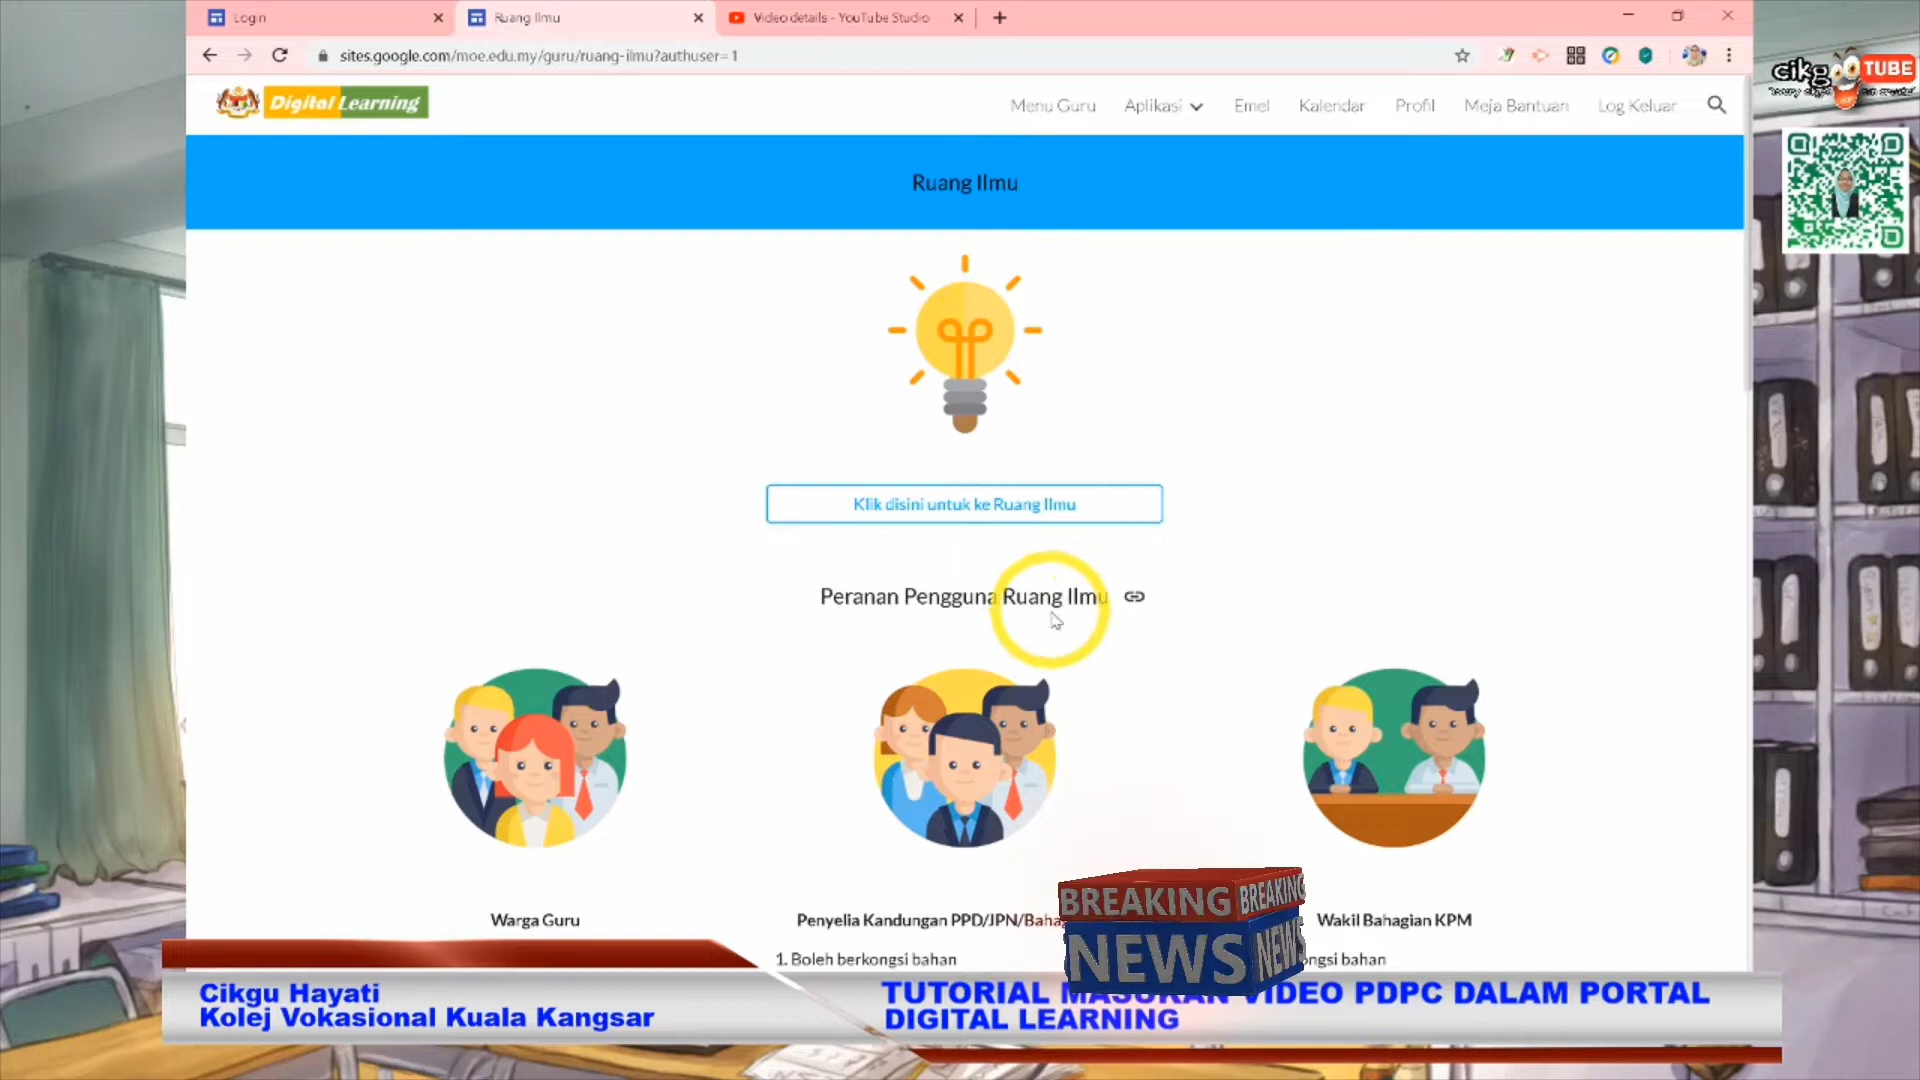 Login
Ruang Ilmu
Video details - YouTube Studio
sites.google.com/moe.edu.my/guru/ruang-ilmu?authuser=1
cikgooTUBE
Digital Learning
Menu Guru
Aplikasi
Emel
Kalendar
Profil
Meja Bantuan
Log Keluar
Ruang Ilmu
Klik disini untuk ke Ruang Ilmu
Peranan Pengguna Ruang Ilmu
Warga Guru
Penyelia Kandungan PPD/JPN/Baha
Wakil Bahagian KPM
1. Boleh berkongsi bahan
ngsi bahan
BREAKING BREAKING
NEWS NEWS
Cikgu Hayati
Kolej Vokasional Kuala Kangsar
TUTORIAL MASUKAN VIDEO PDPC DALAM PORTAL
DIGITAL LEARNING